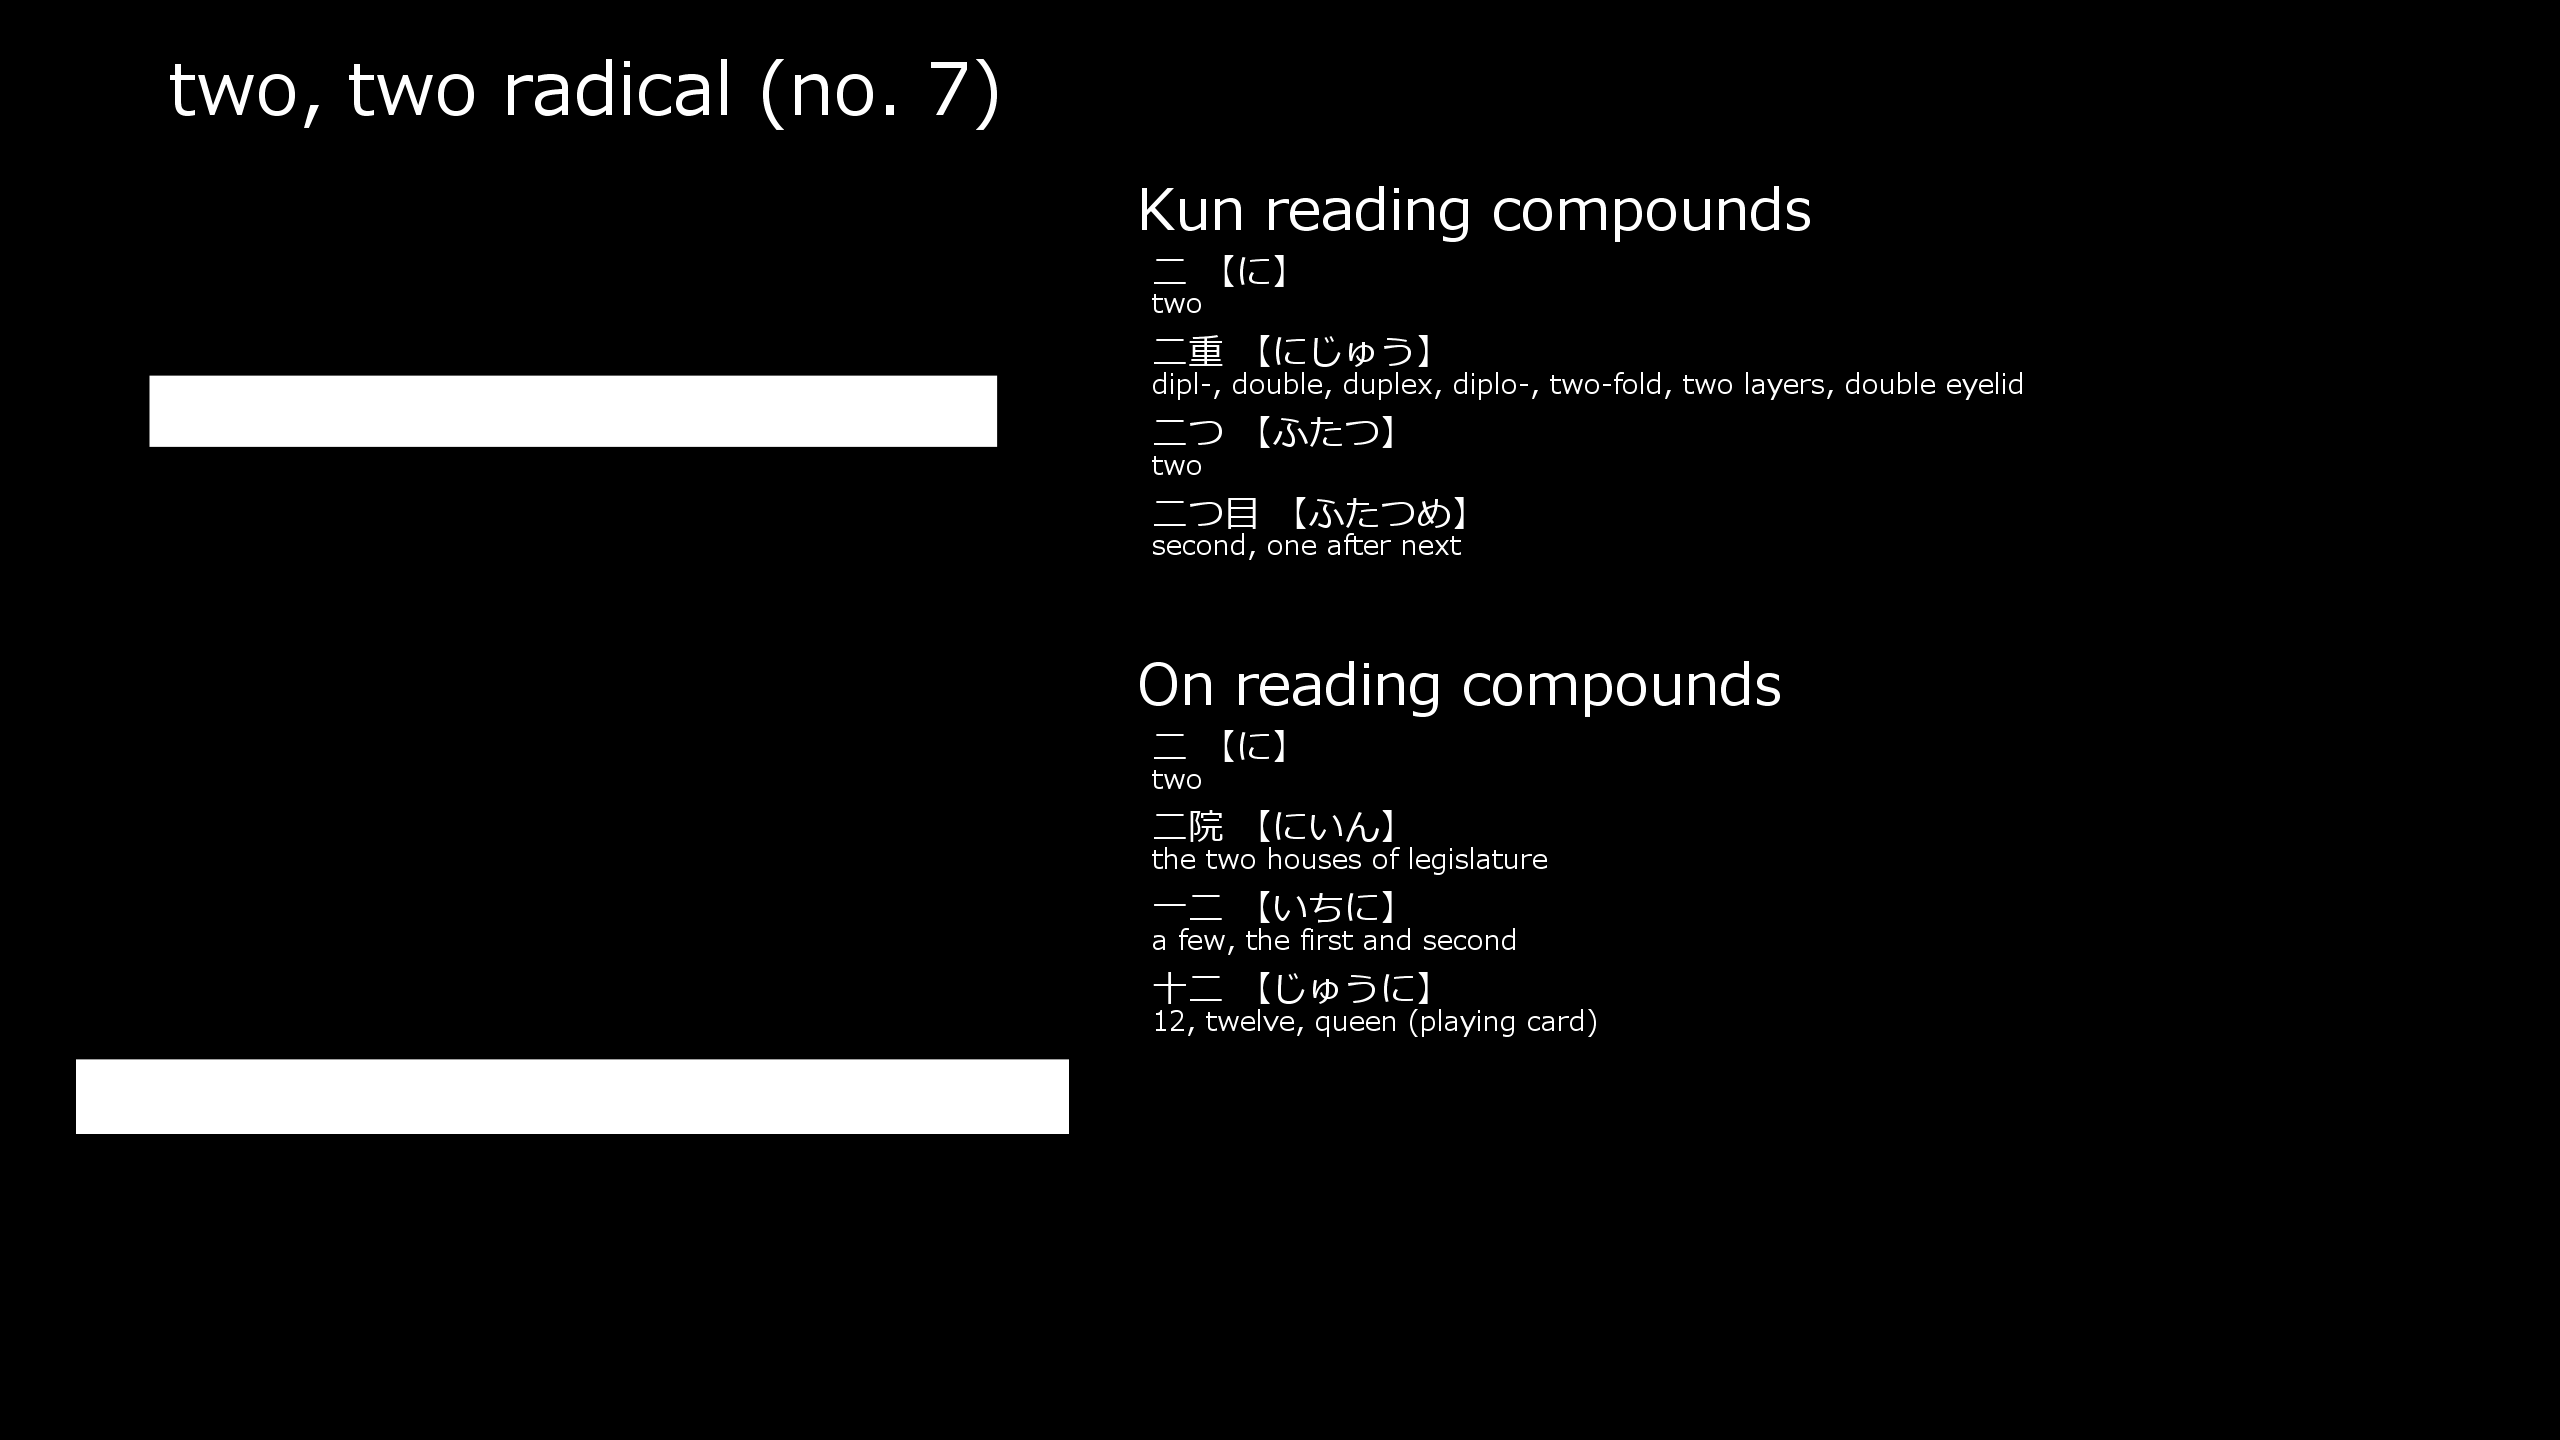 two, two radical (no. 7)
二
Kun reading compounds
二 【に】
two
二重 【にじゅう】
dipl-, double, duplex, diplo-, two-fold, two layers, double eyelid
二つ 【ふたつ】
two
二つ目 【ふたつめ】
second, one after next
On reading compounds
二 【に】
two
二院 【にいん】
the two houses of legislature
一二 【いちに】
a few, the first and second
十二 【じゅうに】
12, twelve, queen (playing card)